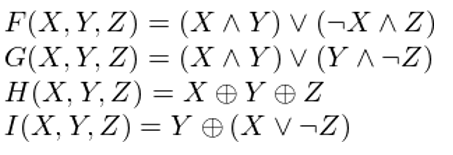 F(X, Y, Z) = (X ∧ Y) ∨ (¬X ∧ Z)
G(X, Y, Z) = (X ∧ Y) ∨ (Y ∧ ¬Z)
H(X, Y, Z) = X ⊕ Y ⊕ Z
I(X, Y, Z) = Y ⊕ (X ∨ ¬Z)